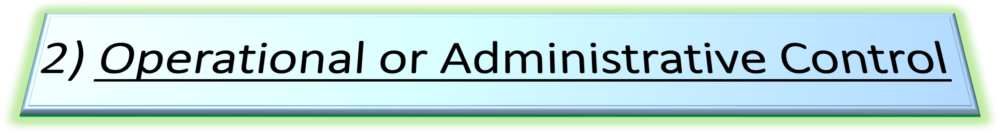 2) Operational or Administrative Control